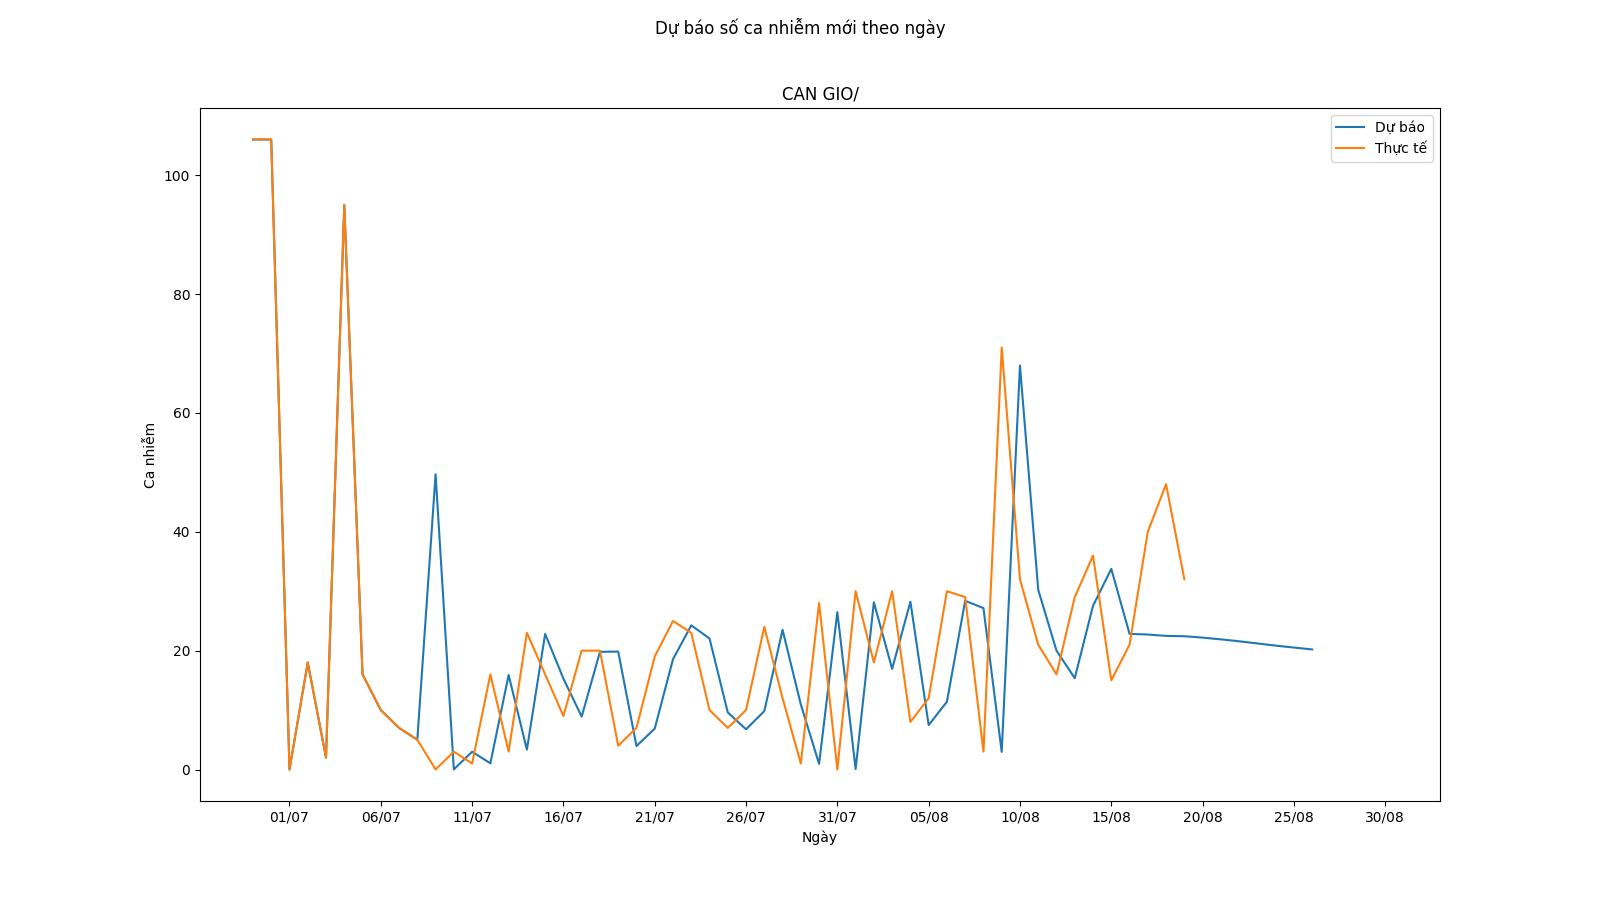 Dự báo số ca nhiễm mới theo ngày
CAN GIO/
Dự báo
Thực tế
100
80
60
40
20
0
Ca nhiễm
01/07 06/07 11/07 16/07 21/07 26/07 31/07 05/08 10/08 15/08 20/08 25/08 30/08
Ngày